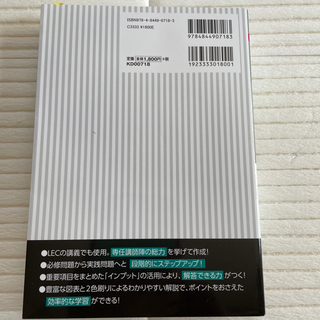 ISBN978-4-8449-0718-3
C3333 ¥1800E
9784844907183
定価 本体1,800円 +税
KD00718
1923333018001
●LECの講義でも使用。専任講師陣の総力を挙げて作成!
●必修問題から実践問題へと段階的にステップアップ!
●重要項目をまとめた「インプット」の活用により、解答できる力がつく!
●豊富な図表と2色刷りによるわかりやすい解説で、ポイントをおさえた
効率的な学習ができる!